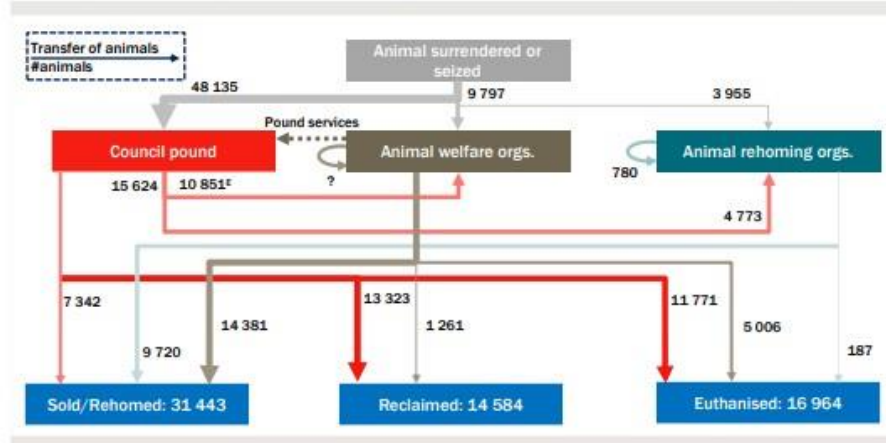 Transfer of animals
#animals
Animal surrendered or
seized
48 135
9 797
3 955
Pound services
Council pound
Animal welfare orgs.
Animal rehoming orgs.
15 624
10 851ᴱ
?
780
4 773
7 342
13 323
11 771
14 381
1 261
5 006
9 720
187
Sold/Rehomed: 31 443
Reclaimed: 14 584
Euthanised: 16 964